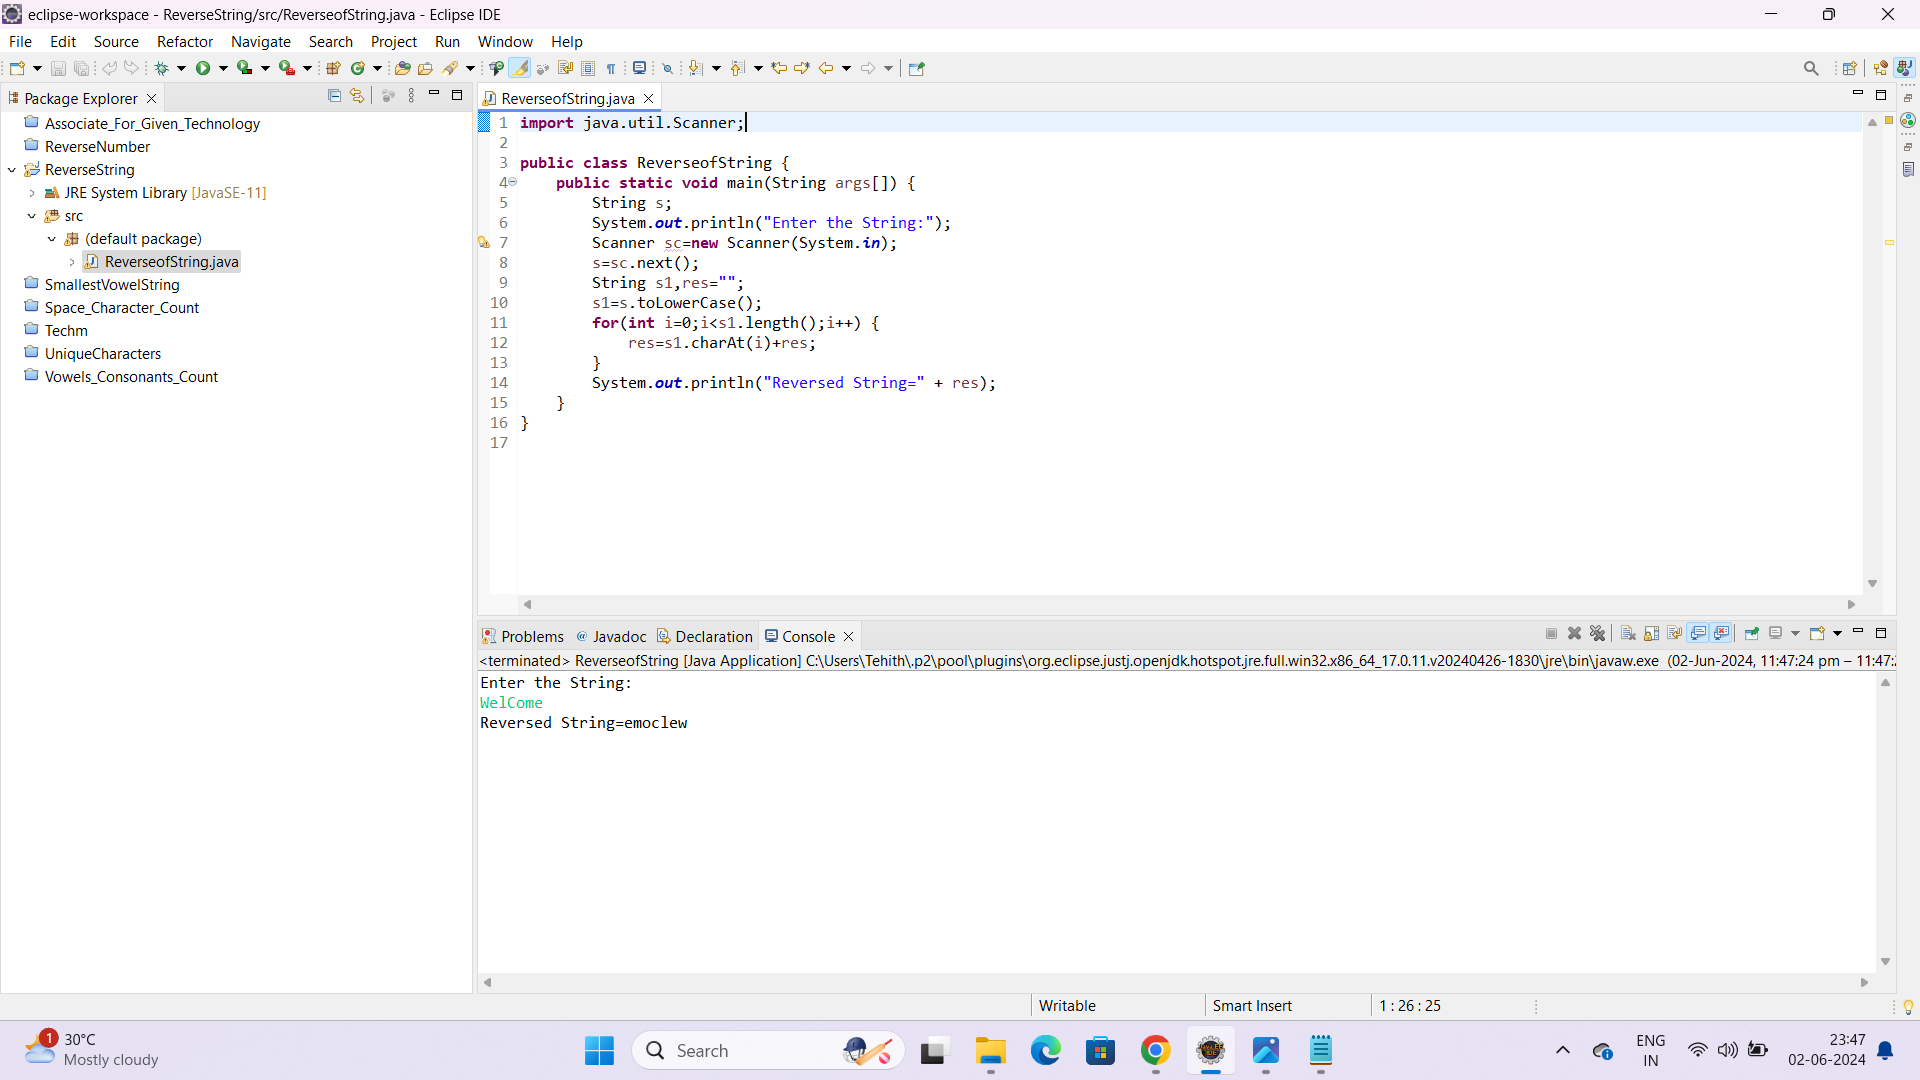 eclipse-workspace - ReverseString/src/ReverseofString.java - Eclipse IDE
File Edit Source Refactor Navigate Search Project Run Window Help
Package Explorer
Associate_For_Given_Technology
ReverseNumber
ReverseString
JRE System Library [JavaSE-11]
src
(default package)
ReverseofString.java
SmallestVowelString
Space_Character_Count
Techm
UniqueCharacters
Vowels_Consonants_Count
ReverseofString.java
1 import java.util.Scanner;
2
3 public class ReverseofString {
4 public static void main(String args[]) {
5 String s;
6 System.out.println("Enter the String:");
7 Scanner sc=new Scanner(System.in);
8 s=sc.next();
9 String s1,res="";
10 s1=s.toLowerCase();
11 for(int i=0;i<s1.length();i++) {
12 res=s1.charAt(i)+res;
13 }
14 System.out.println("Reversed String=" + res);
15 }
16 }
17
Problems @ Javadoc Declaration Console
<terminated> ReverseofString [Java Application] C:\Users\Tehith\.p2\pool\plugins\org.eclipse.justj.openjdk.hotspot.jre.full.win32.x86_64_17.0.11.v20240426-1830\jre\bin\javaw.exe (02-Jun-2024, 11:47:24 pm – 11:47:
Enter the String:
WelCome
Reversed String=emoclew
Writable Smart Insert 1 : 26 : 25
1
30°C
Mostly cloudy
Search
ENG
IN
23:47
02-06-2024